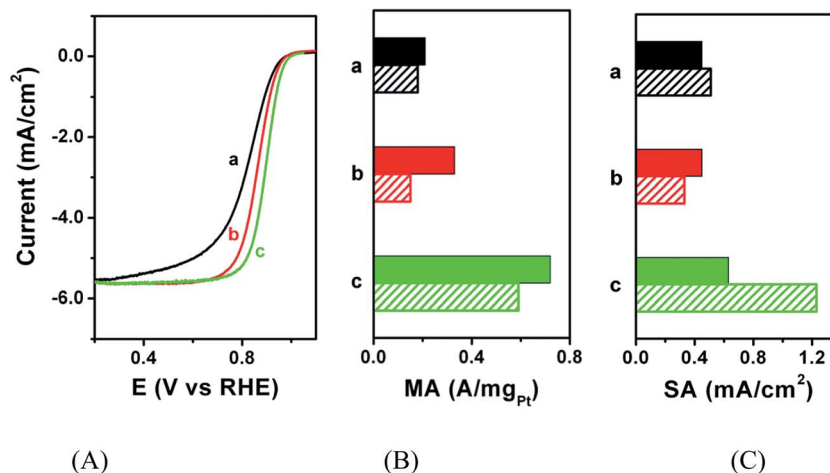 0.0
-2.0
-4.0
-6.0
Current (mA/cm²)
0.4 0.8
E (V vs RHE)
a
b
c
a
b
c
0.0 0.4 0.8
MA (A/mgPt)
a
b
c
0.0 0.4 0.8 1.2
SA (mA/cm²)
(A) (B) (C)